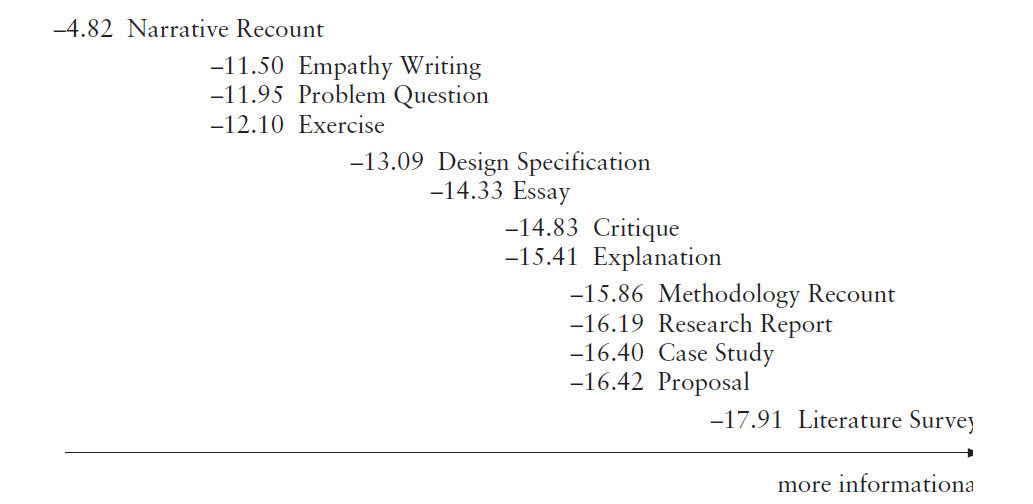 –4.82 Narrative Recount
–11.50 Empathy Writing
–11.95 Problem Question
–12.10 Exercise
–13.09 Design Specification
–14.33 Essay
–14.83 Critique
–15.41 Explanation
–15.86 Methodology Recount
–16.19 Research Report
–16.40 Case Study
–16.42 Proposal
–17.91 Literature Survey
more informationa